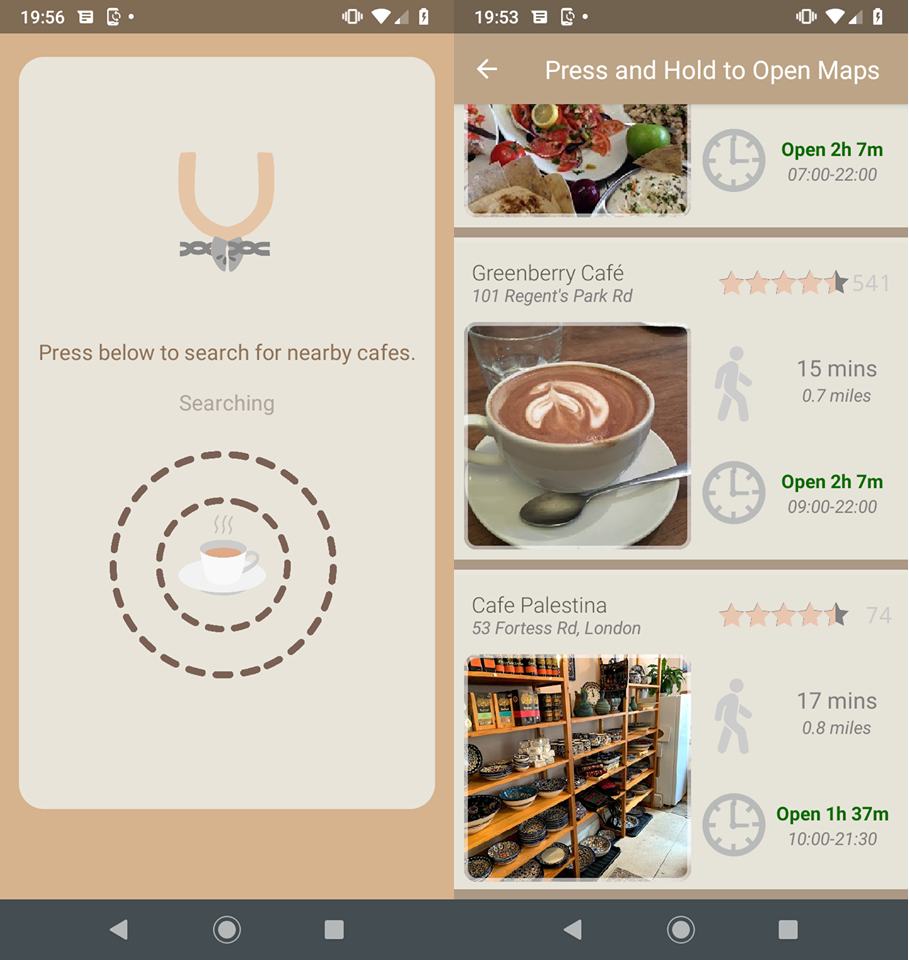 19:56
Press below to search for nearby cafes.
Searching
19:53
Press and Hold to Open Maps
Open 2h 7m
07:00-22:00
Greenberry Café
541
101 Regent's Park Rd
15 mins
0.7 miles
Open 2h 7m
09:00-22:00
Cafe Palestina
74
53 Fortess Rd, London
17 mins
0.8 miles
Open 1h 37m
10:00-21:30